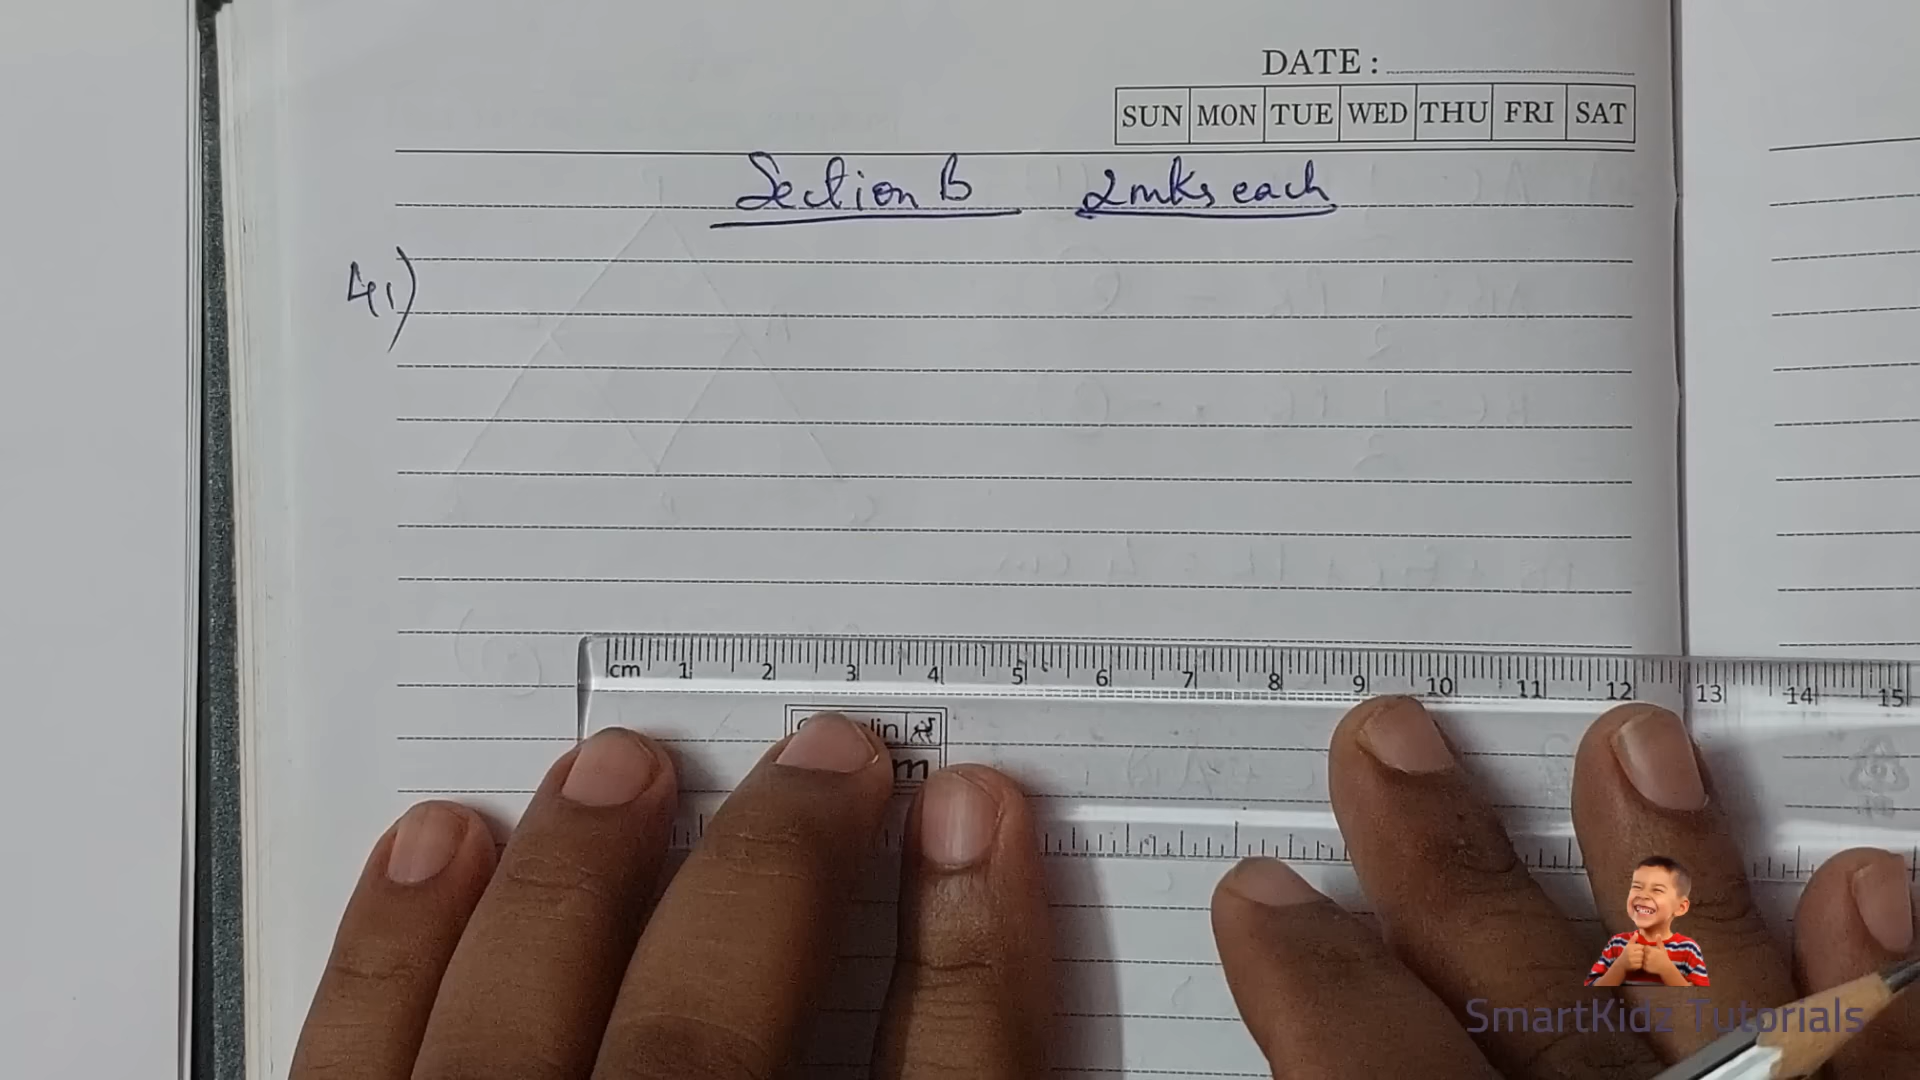 DATE :
SUN MON TUE WED THU FRI SAT
Section B 2mks each
41)
cm 1 2 3 4 5 6 7 8 9 10 11 12 13 14 15
SmartKidz Tutorials